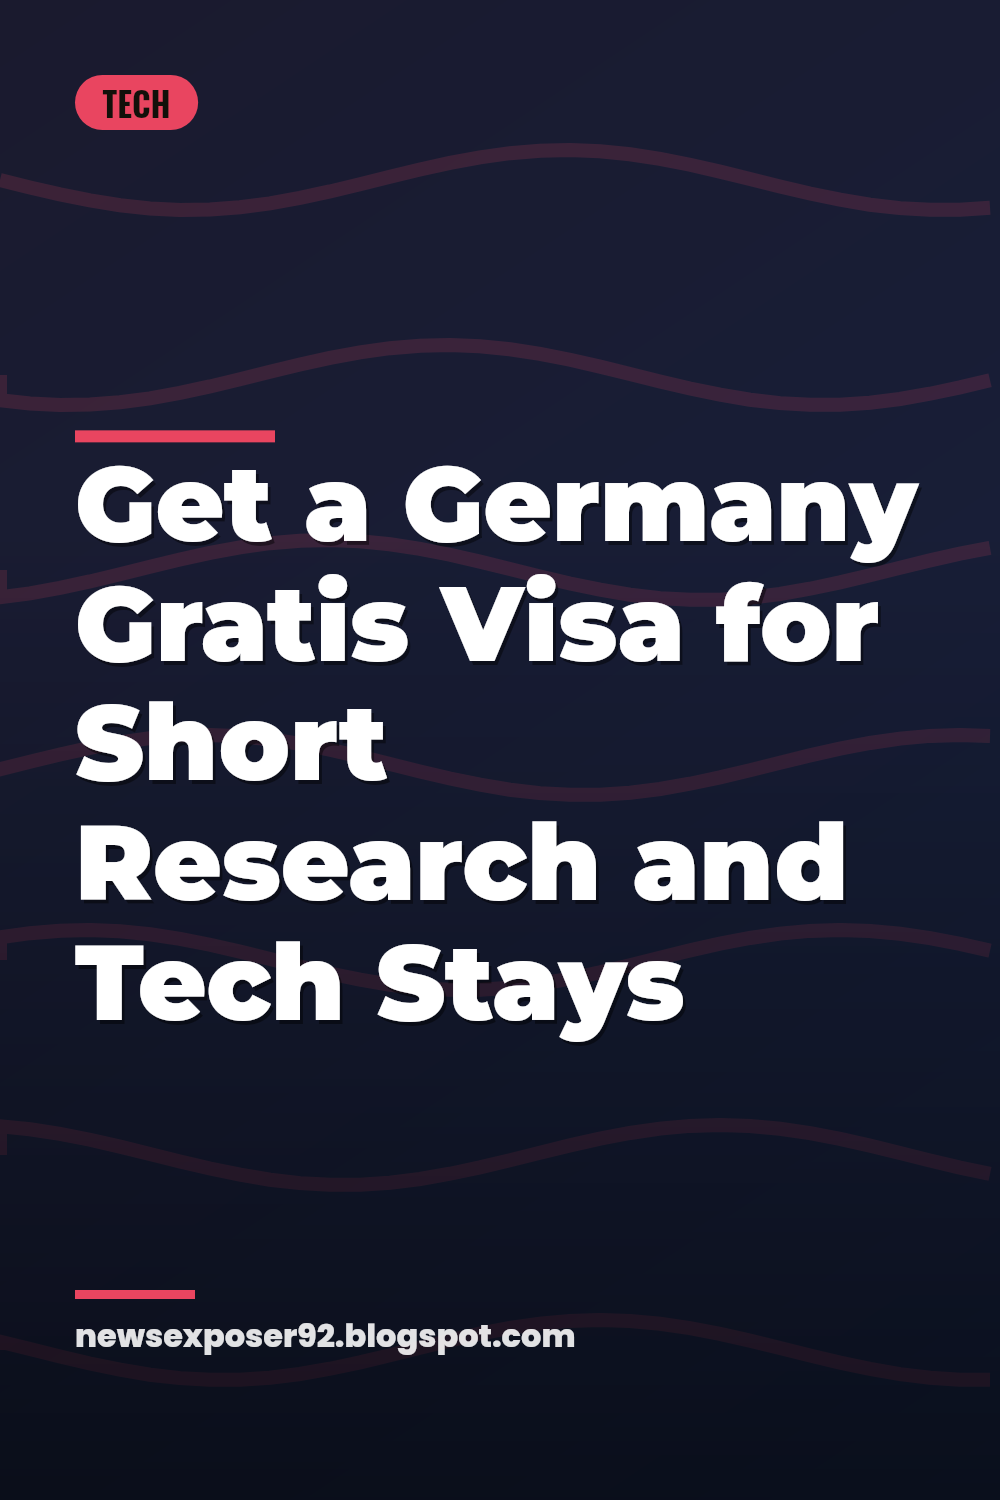 TECH
Get a Germany
Gratis Visa for
Short
Research and
Tech Stays
newsexposer92.blogspot.com